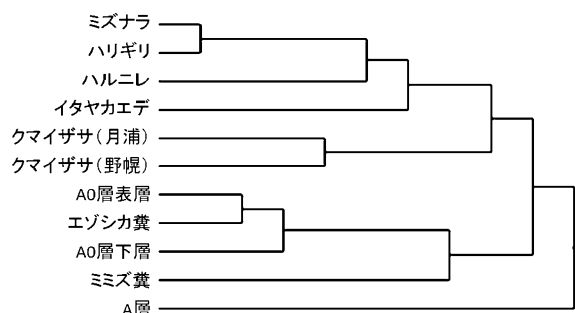 ミズナラ
ハリギリ
ハルニレ
イタヤカエデ
クマイザサ（月浦）
クマイザサ（野幌）
A0層表層
エゾシカ糞
A0層下層
ミミズ糞
A層